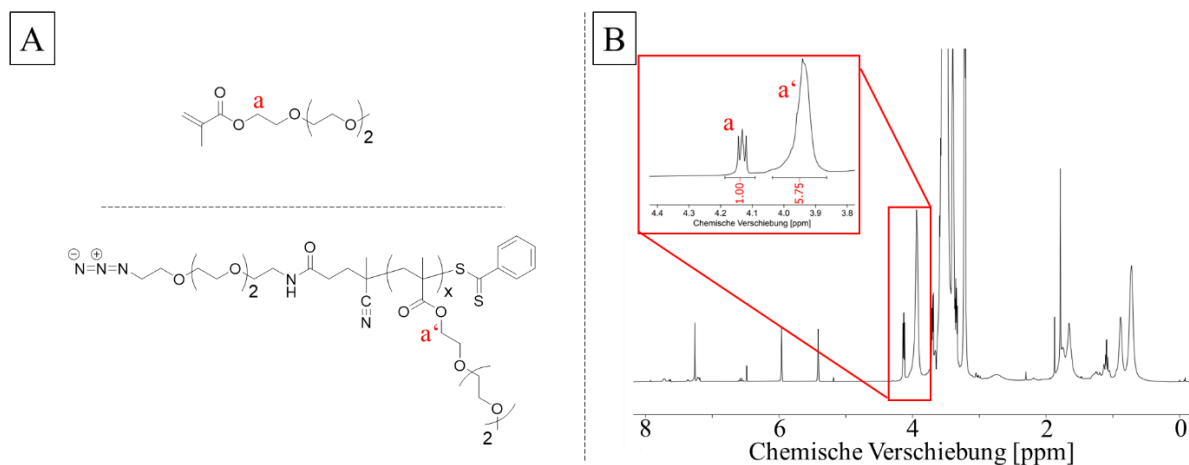 A
O
a
O
O
O
2
N
N
N
O
O
2
N
H
O
N
x
S
S
O
O
a‘
O
O
2
B
a
a‘
1.00
5.75
4.4 4.3 4.2 4.1 4.0 3.9 3.8
Chemische Verschiebung [ppm]
8 6 4 2 0
Chemische Verschiebung [ppm]